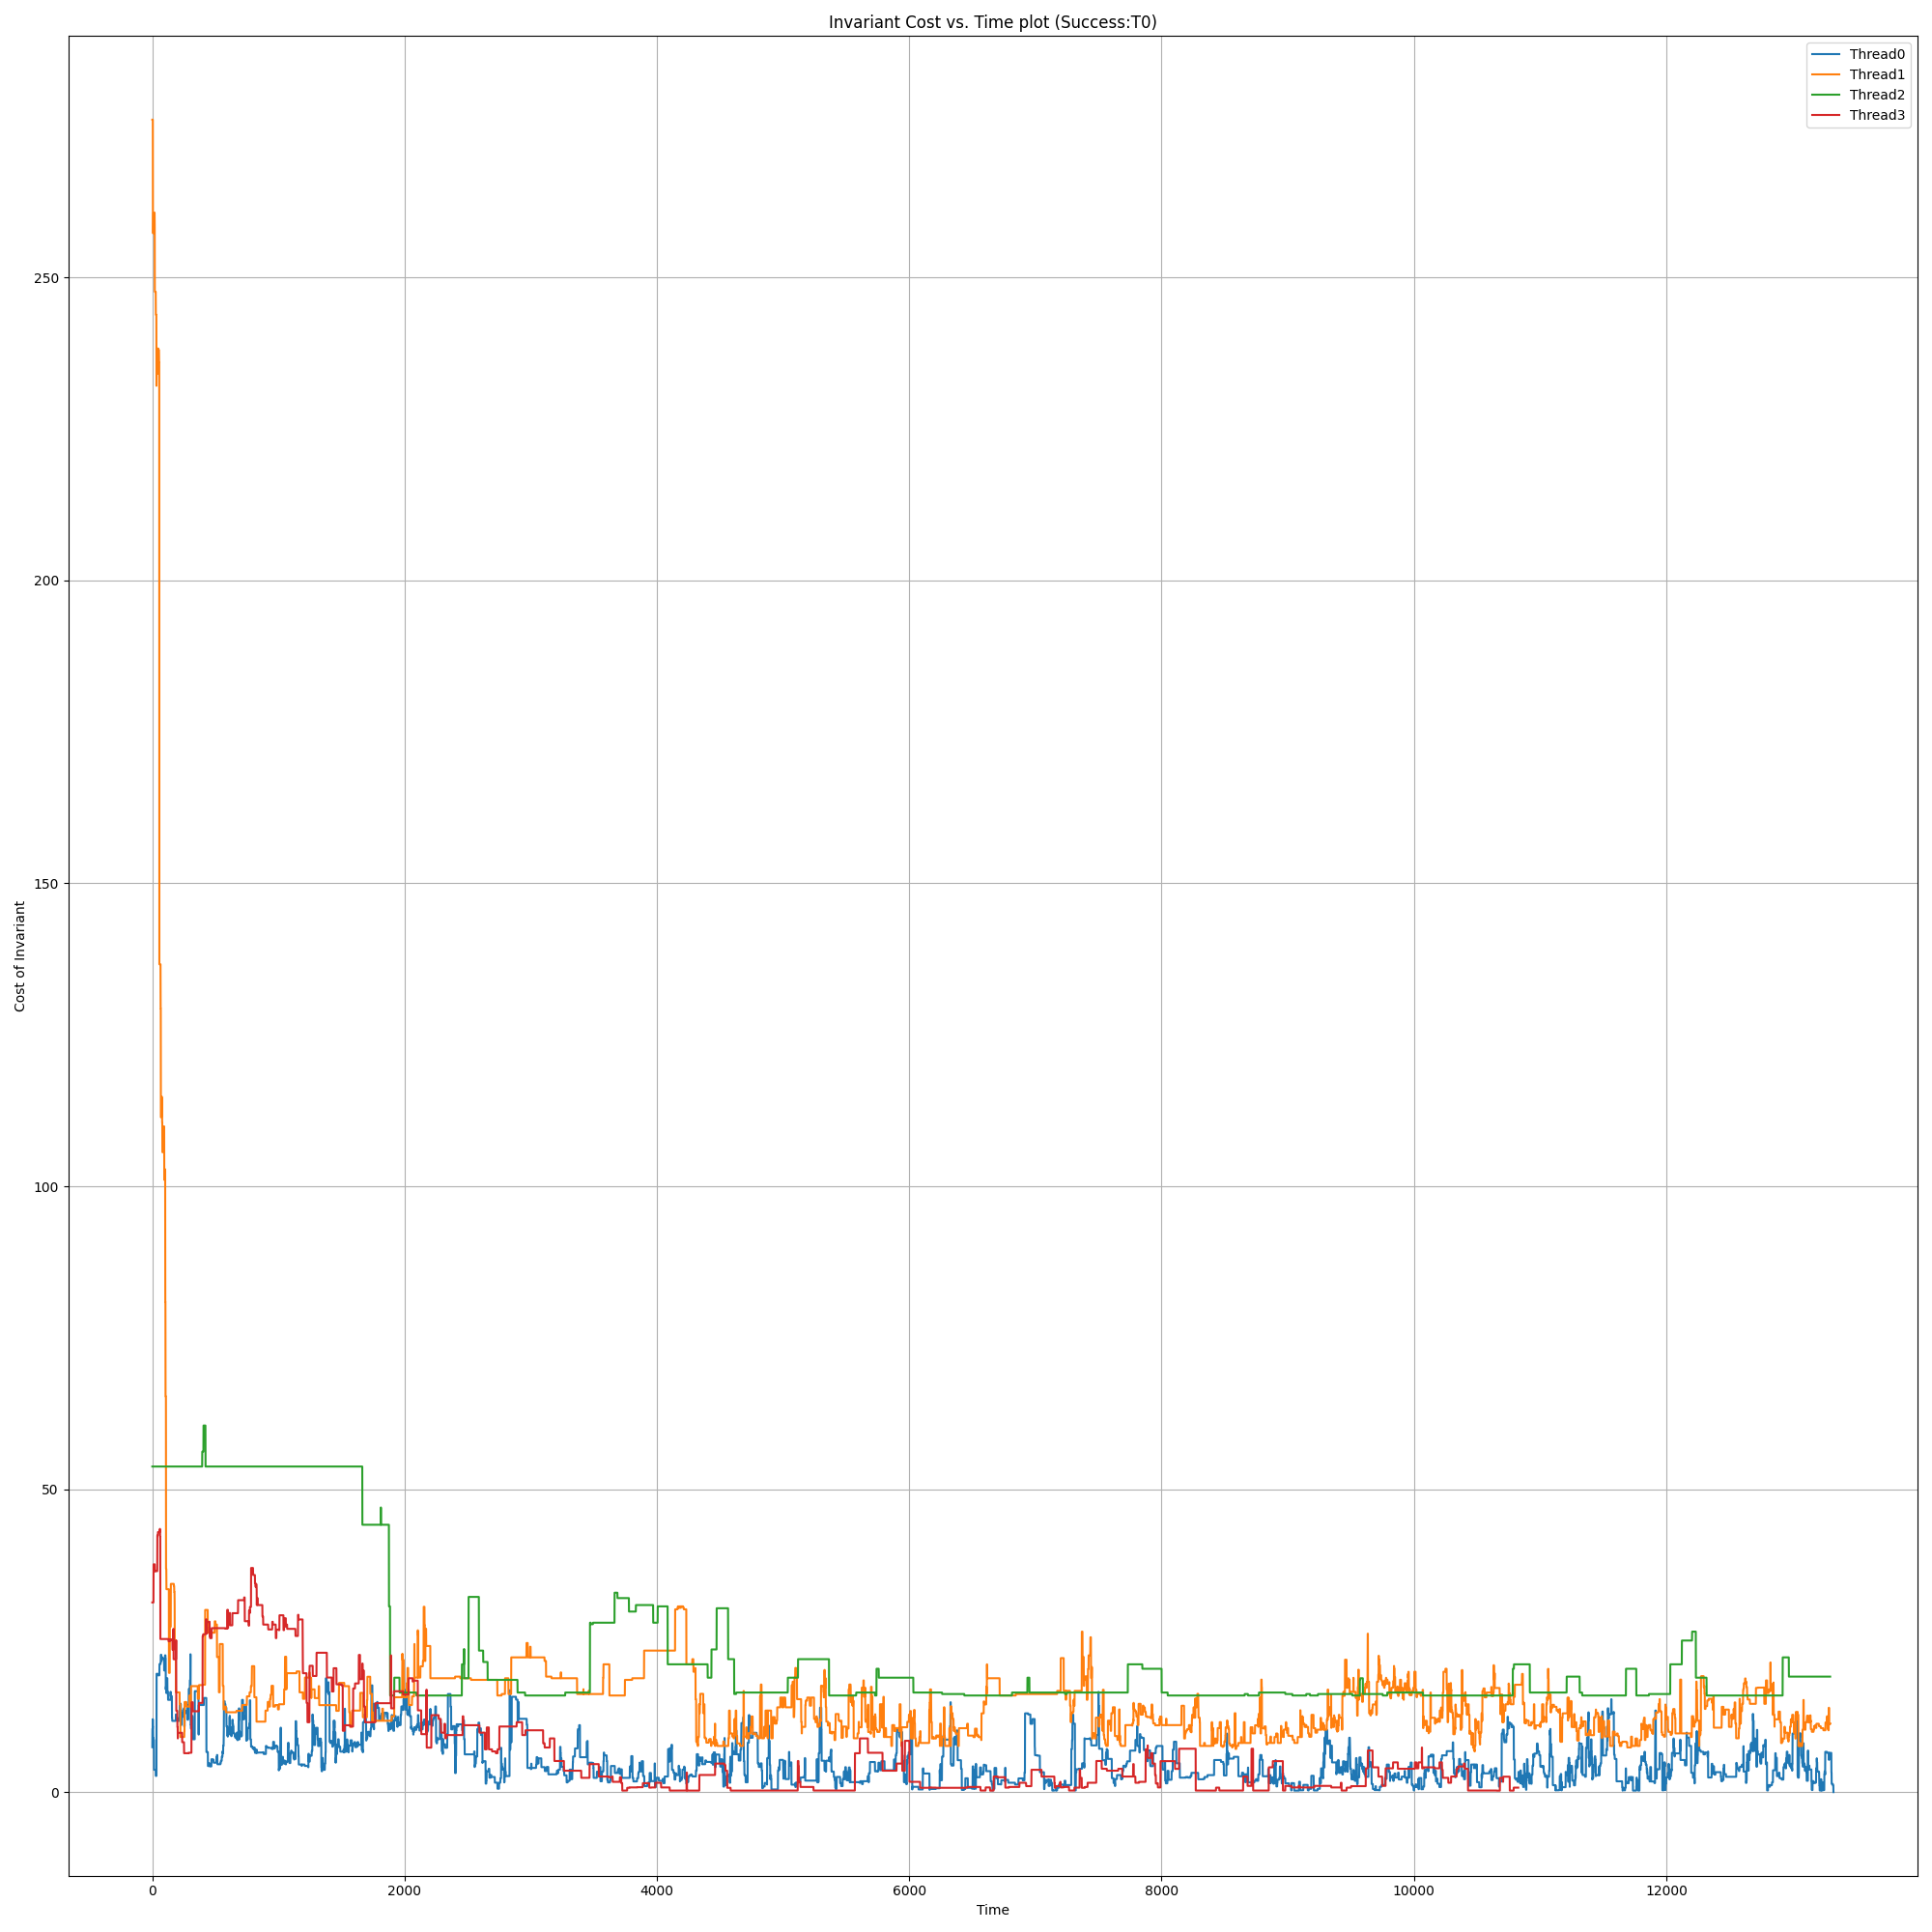 Invariant Cost vs. Time plot (Success:T0)
Thread0
Thread1
Thread2
Thread3
250
200
150
100
50
0
Cost of Invariant
0 2000 4000 6000 8000 10000 12000
Time